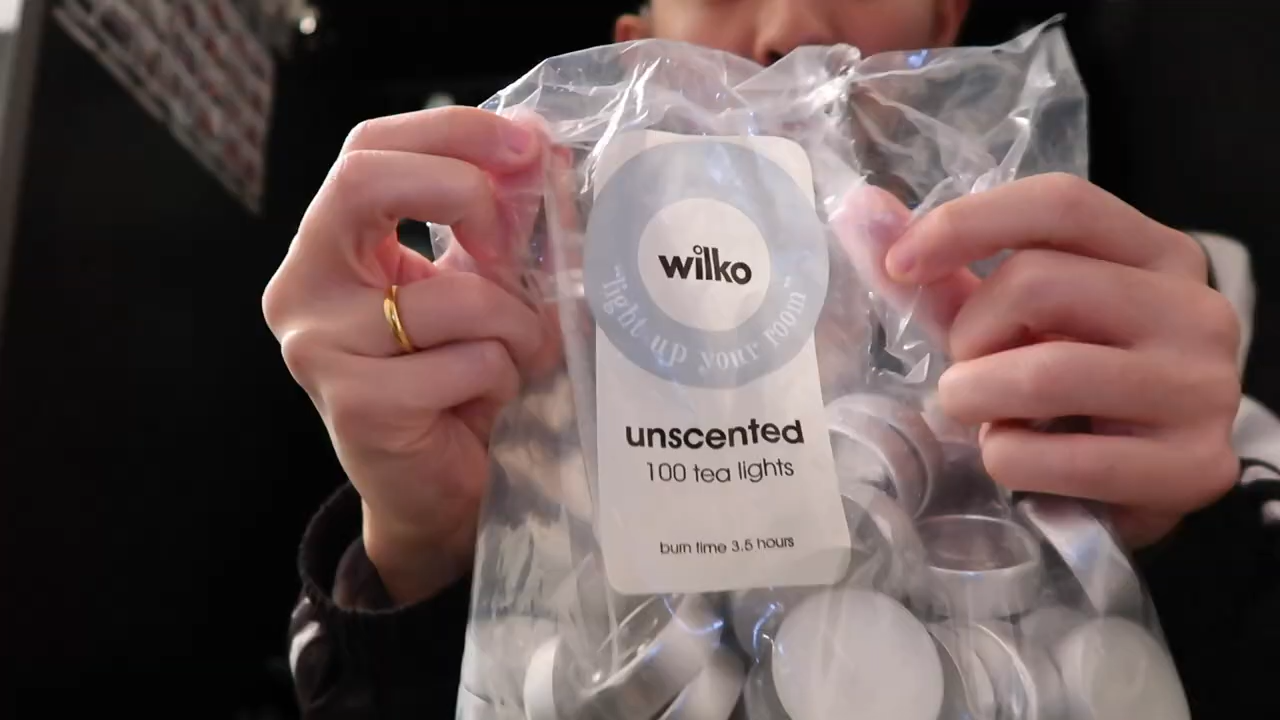 wilko
"light up your room"
unscented
100 tea lights
burn time 3.5 hours